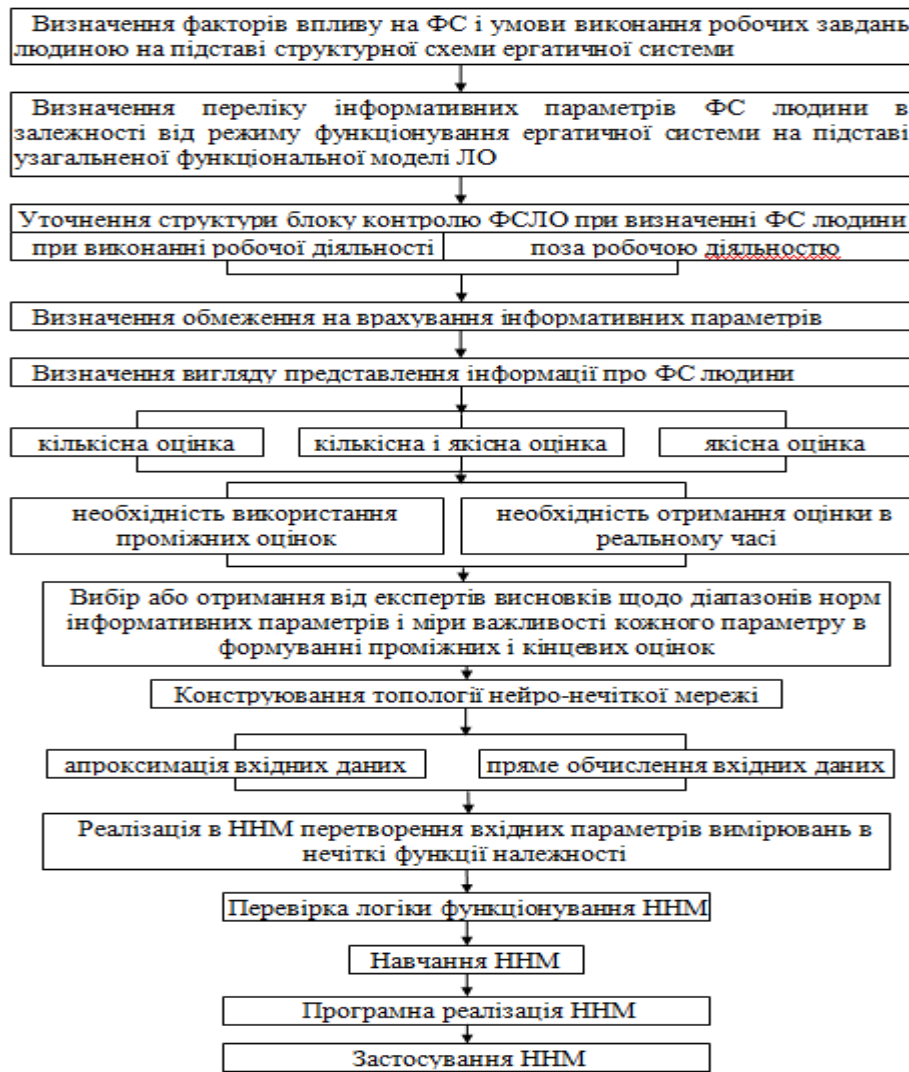 Визначення факторів впливу на ФС і умови виконання робочих завдань
людиною на підставі структурної схеми ергатичної системи
Визначення переліку інформативних параметрів ФС людини в
залежності від режиму функціонування ергатичної системи на підставі
узагальненої функціональної моделі ЛО
Уточнення структури блоку контролю ФСЛО при визначенні ФС людини
при виконанні робочої діяльності
поза робочою діяльностю
Визначення обмеження на врахування інформативних параметрів
Визначення вигляду представлення інформації про ФС людини
кількісна оцінка
кількісна і якісна оцінка
якісна оцінка
необхідність використання
проміжних оцінок
необхідність отримання оцінки в
реальному часі
Вибір або отримання від експертів висновків щодо діапазонів норм
інформативних параметрів і міри важливості кожного параметру в
формуванні проміжних і кінцевих оцінок
Конструювання топології нейро-нечіткої мережі
апроксимація вхідних даних
пряме обчислення вхідних даних
Реалізація в ННМ перетворення вхідних параметрів вимірювань в
нечіткі функції належності
Перевірка логіки функціонування ННМ
Навчання ННМ
Програмна реалізація ННМ
Застосування ННМ